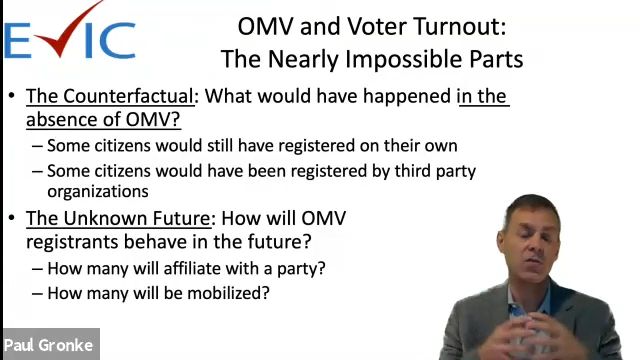 EVIC
OMV and Voter Turnout:
The Nearly Impossible Parts
• The Counterfactual: What would have happened in the
absence of OMV?
– Some citizens would still have registered on their own
– Some citizens would have been registered by third party
organizations
• The Unknown Future: How will OMV
registrants behave in the future?
– How many will affiliate with a party?
– How many will be mobilized?
Paul Gronke